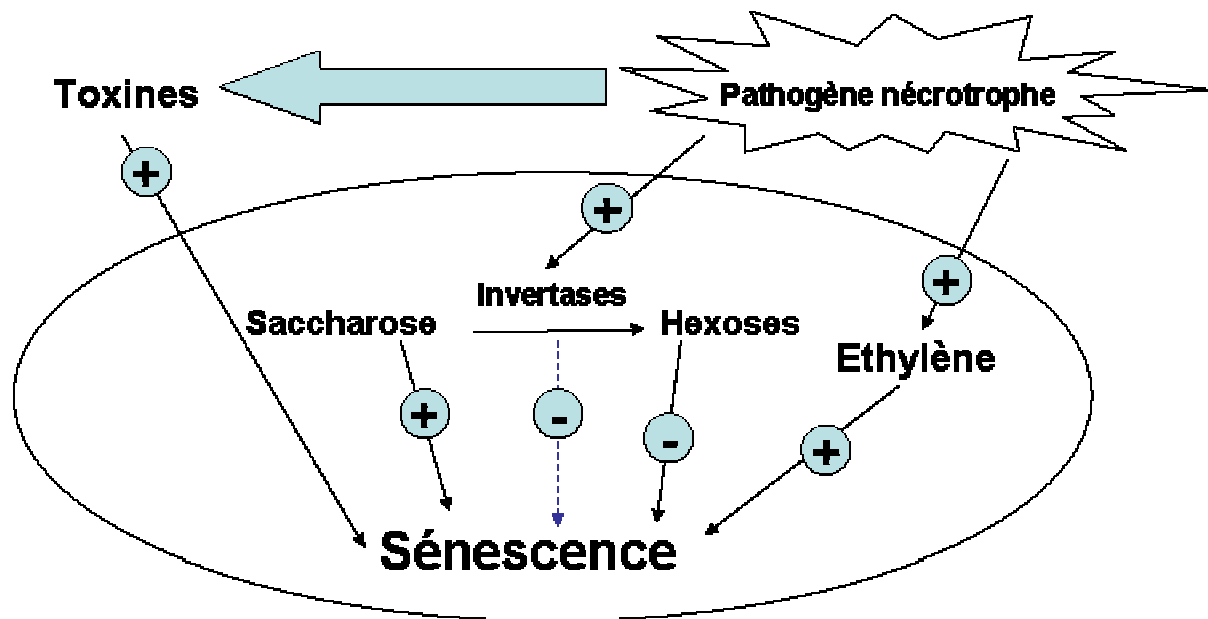 Toxines
Pathogène nécrotrophe
+
+
+
Invertases
Saccharose
Hexoses
Ethylène
+
-
-
+
Sénescence